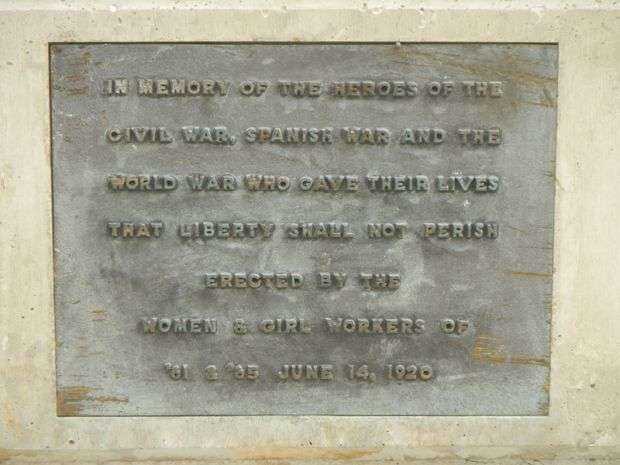 IN MEMORY OF THE HEROES OF THE
CIVIL WAR, SPANISH WAR AND THE
WORLD WAR WHO GAVE THEIR LIVES
THAT LIBERTY SHALL NOT PERISH
ERECTED BY THE
WOMEN & GIRL WORKERS OF
'61 & '65 JUNE 14, 1920